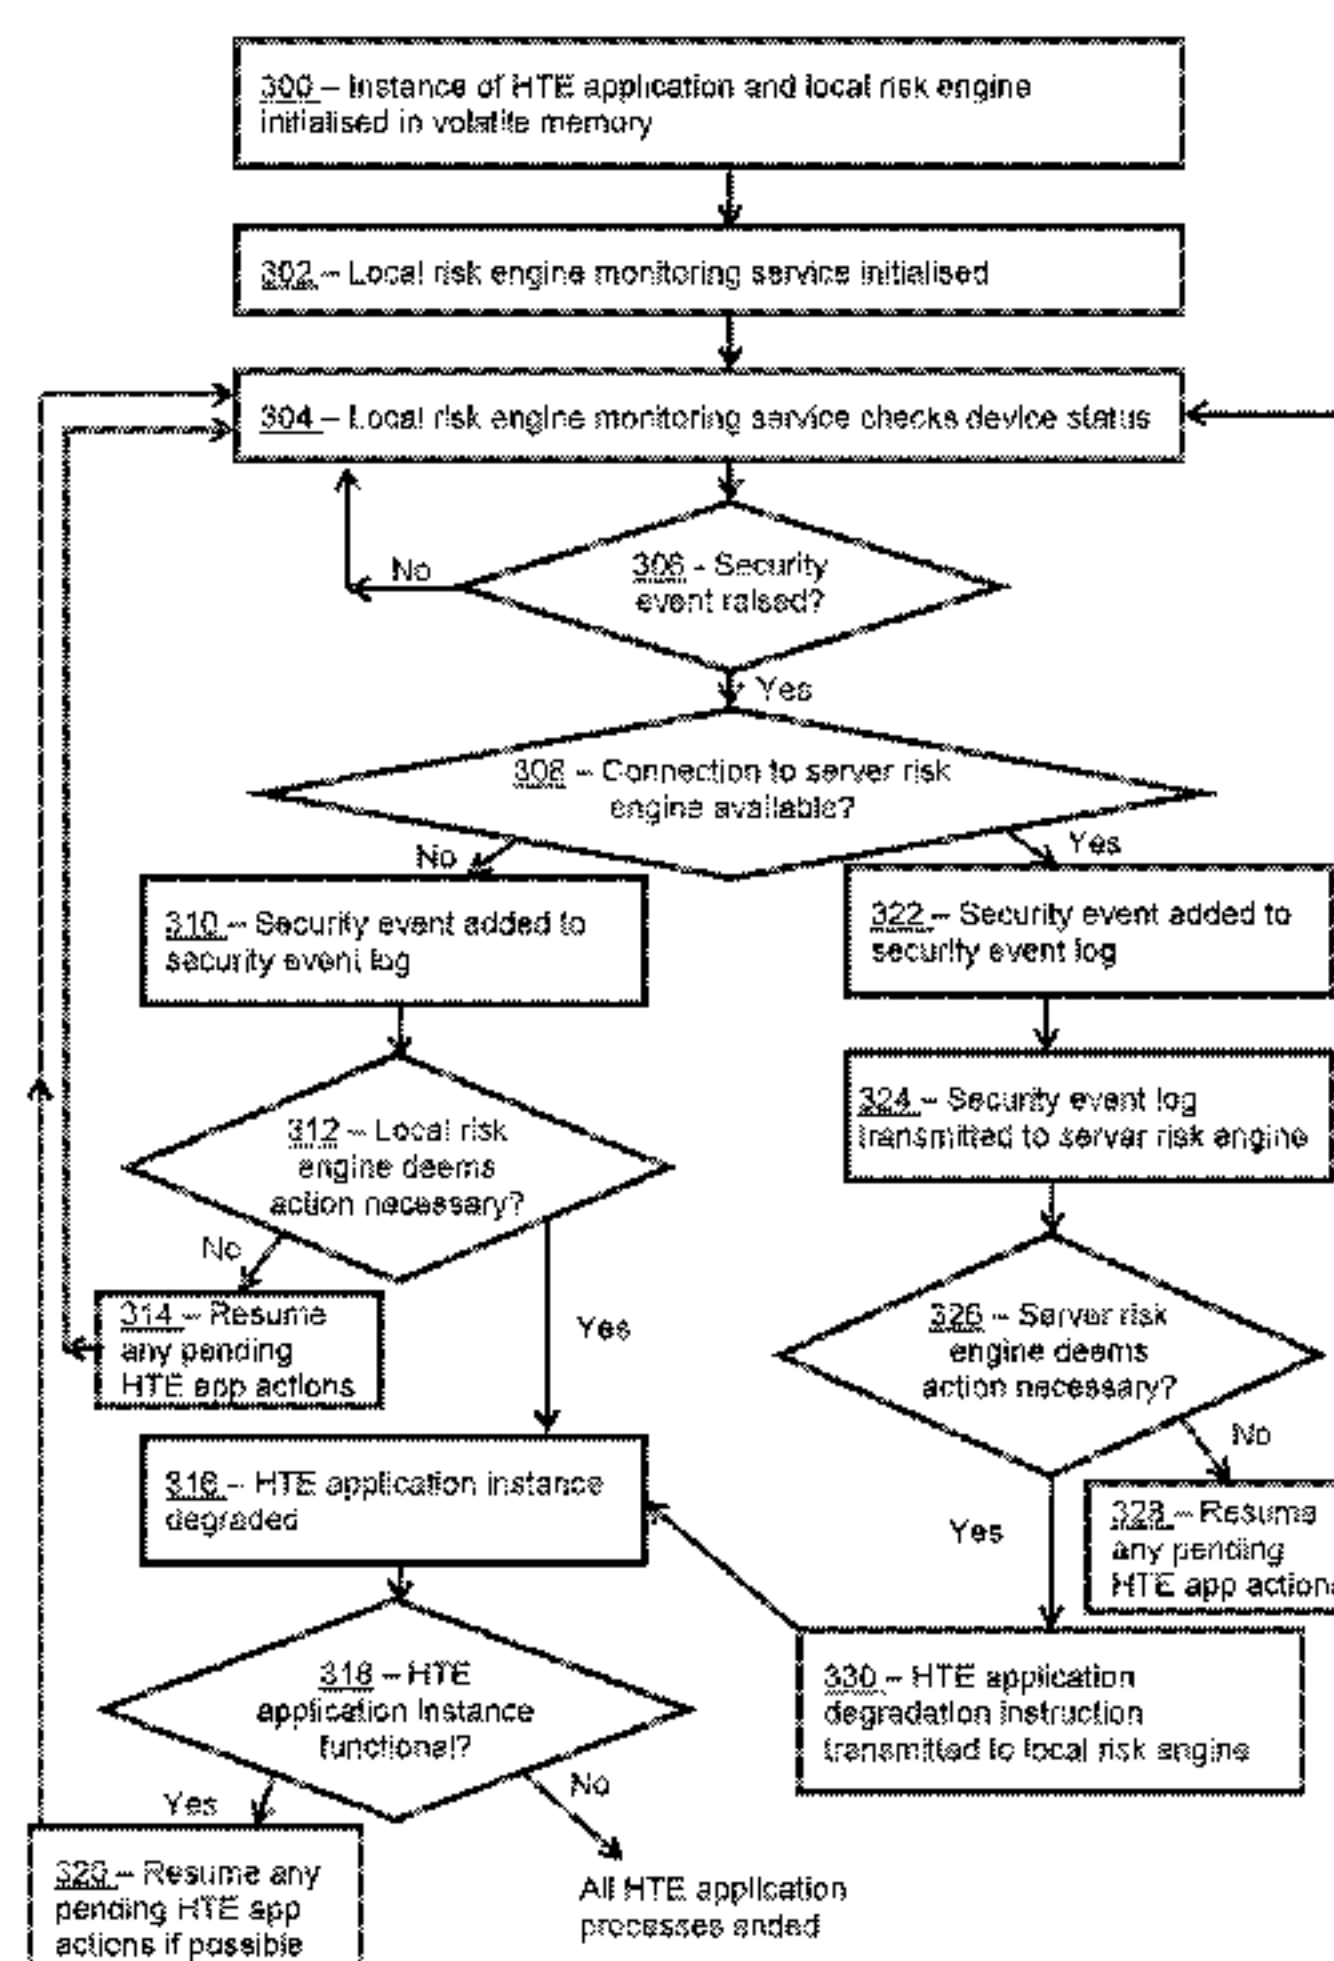 300 – Instance of HTE application and local risk engine
initialised in volatile memory
302 – Local risk engine monitoring service initialised
304 – Local risk engine monitoring service checks device status
306 - Security
event raised?
No
Yes
308 – Connection to server risk
engine available?
No
Yes
310 – Security event added to
security event log
322 – Security event added to
security event log
312 – Local risk
engine deems
action necessary?
324 – Security event log
transmitted to server risk engine
No
Yes
314 – Resume
any pending
HTE app actions
326 – Server risk
engine deems
action necessary?
No
Yes
316 – HTE application instance
degraded
328 – Resume
any pending
HTE app actions
318 – HTE
application instance
functional?
330 – HTE application
degradation instruction
transmitted to local risk engine
Yes
No
320 – Resume any
pending HTE app
actions if possible
All HTE application
processes ended